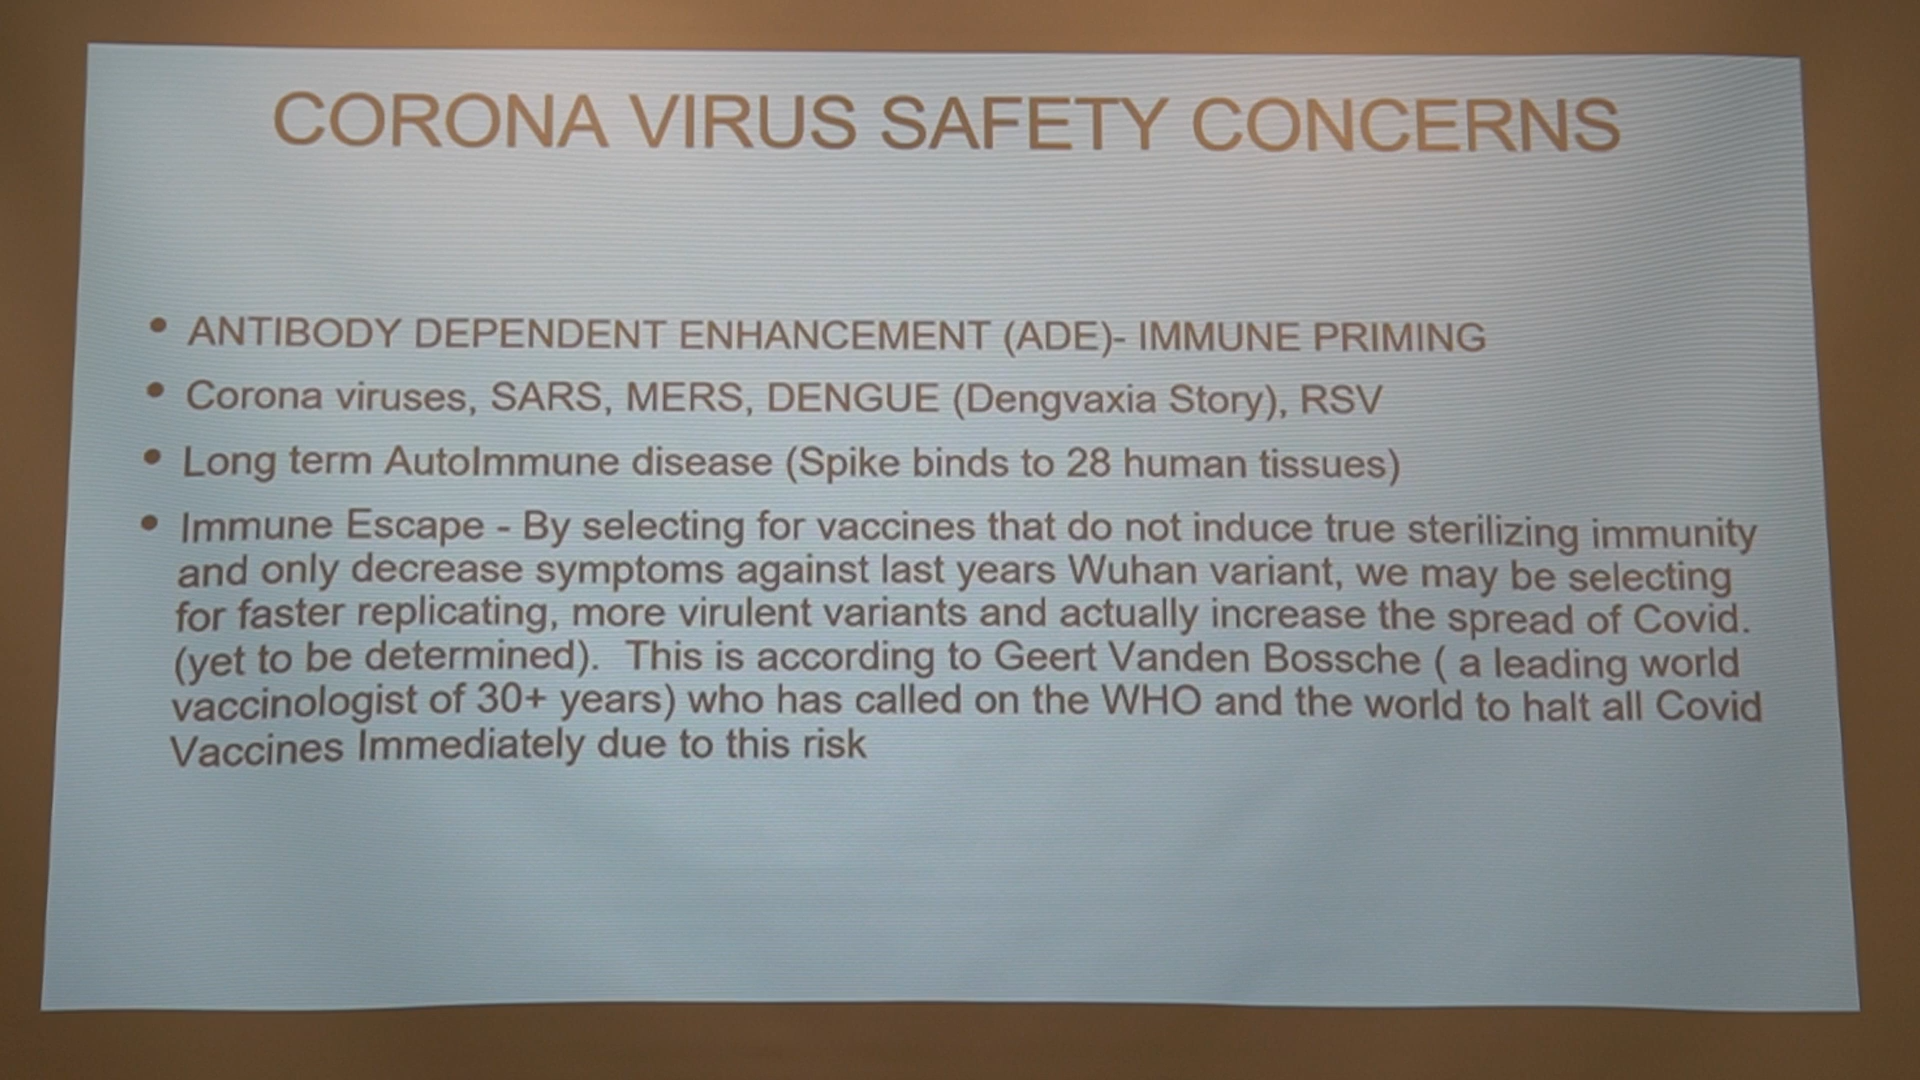 CORONA VIRUS SAFETY CONCERNS
• ANTIBODY DEPENDENT ENHANCEMENT (ADE)- IMMUNE PRIMING
• Corona viruses, SARS, MERS, DENGUE (Dengvaxia Story), RSV
• Long term AutoImmune disease (Spike binds to 28 human tissues)
• Immune Escape - By selecting for vaccines that do not induce true sterilizing immunity
and only decrease symptoms against last years Wuhan variant, we may be selecting
for faster replicating, more virulent variants and actually increase the spread of Covid.
(yet to be determined).  This is according to Geert Vanden Bossche ( a leading world
vaccinologist of 30+ years) who has called on the WHO and the world to halt all Covid
Vaccines Immediately due to this risk